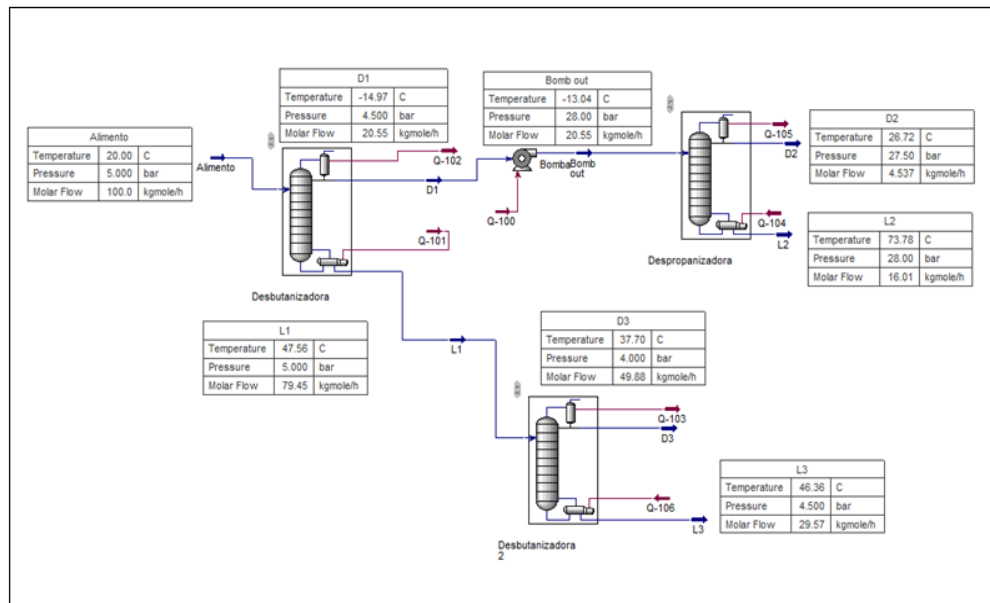 D1
Temperature -14.97 C
Pressure 4.500 bar
Molar Flow 20.55 kgmole/h
Bomb out
Temperature -13.04 C
Pressure 28.00 bar
Molar Flow 20.55 kgmole/h
Alimento
Temperature 20.00 C
Pressure 5.000 bar
Molar Flow 100.0 kgmole/h
Alimento
Q-102
D1
Q-100
Bomba
Bomb out
Q-105
D2
D2
Temperature 26.72 C
Pressure 27.50 bar
Molar Flow 4.537 kgmole/h
Q-104
L2
Despropanizadora
L2
Temperature 73.78 C
Pressure 28.00 bar
Molar Flow 16.01 kgmole/h
Q-101
Desbutanizadora
L1
Temperature 47.56 C
Pressure 5.000 bar
Molar Flow 79.45 kgmole/h
L1
D3
Temperature 37.70 C
Pressure 4.000 bar
Molar Flow 49.88 kgmole/h
Q-103
D3
Q-106
L3
Desbutanizadora
2
L3
Temperature 46.36 C
Pressure 4.500 bar
Molar Flow 29.57 kgmole/h